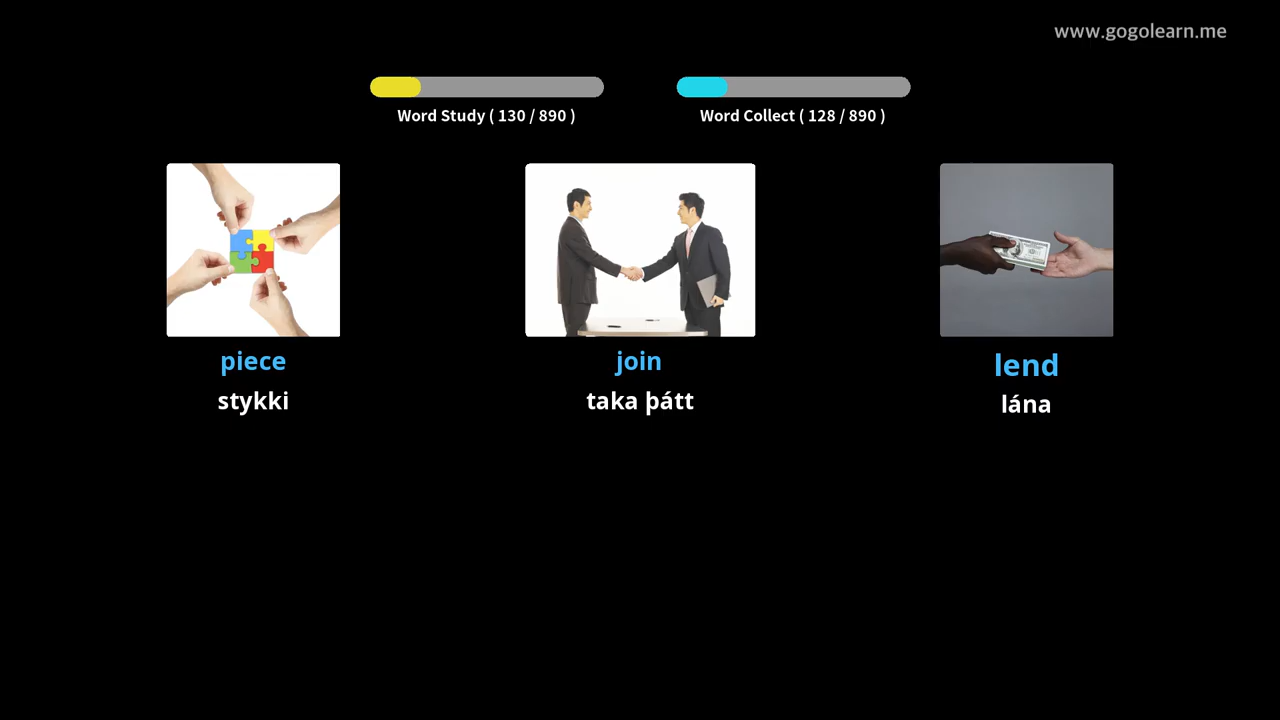 www.gogolearn.me
Word Study ( 130 / 890 )
Word Collect ( 128 / 890 )
piece
join
lend
stykki
taka þátt
lána